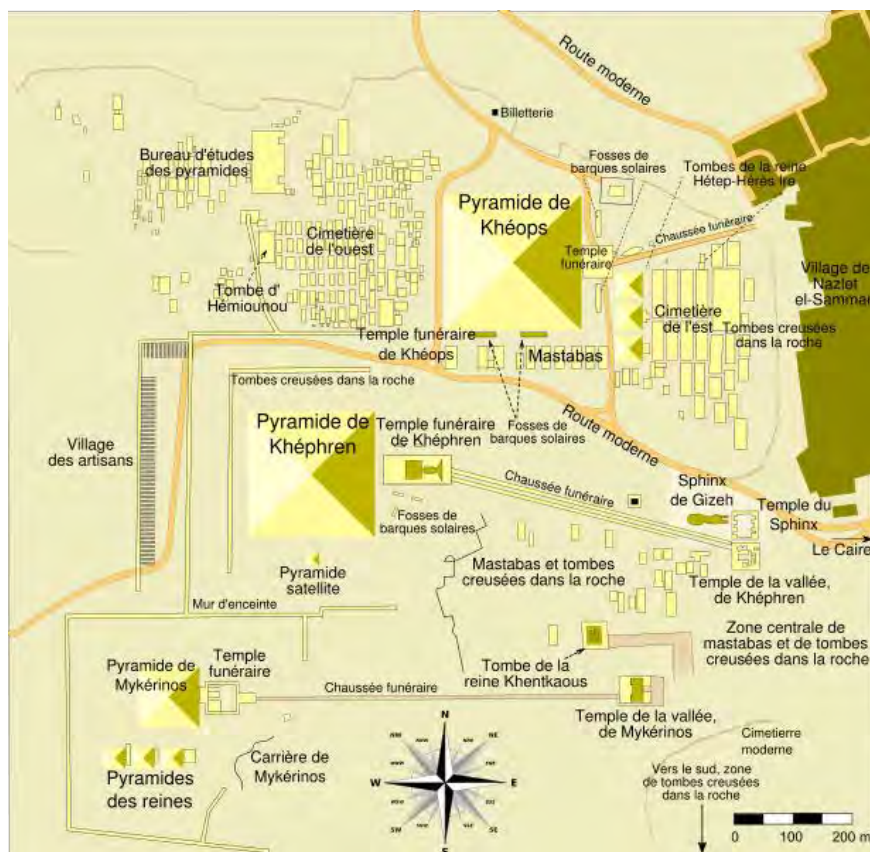 Route moderne
Route moderne
Billetterie
Bureau d'études
des pyramides
Fosses de
barques solaires
Tombes de la reine
Hétep-Hérès Ire
Pyramide de
Khéops
Cimetière
de l'ouest
Chaussée funéraire
Temple
funéraire
Village de
Nazlet
el-Samman
Tombe d'
Hémiounou
Cimetière
de l'est
Tombes creusées
dans la roche
Temple funéraire
de Khéops
Mastabas
Tombes creusées dans la roche
Pyramide de
Khéphren
Temple funéraire
de Khéphren
Fosses de
barques solaires
Route moderne
Village
des artisans
Chaussée funéraire
Sphinx
de Gizeh
Temple du
Sphinx
Fosses de
barques solaires
Le Caire
Pyramide
satellite
Mastabas et tombes
creusées dans la roche
Temple de la vallée,
de Khéphren
Mur d'enceinte
Zone centrale de
mastabas et de tombes
creusées dans la roche
Pyramide de
Mykérinos
Temple
funéraire
Tombe de la
reine Khentkaous
Chaussée funéraire
Temple de la vallée,
de Mykérinos
Cimetierre
moderne
Carrière de
Mykérinos
Pyramides
des reines
Vers le sud, zone
de tombes creusées
dans la roche
N
NW
NE
W
E
SW
SE
S
0 100 200 m